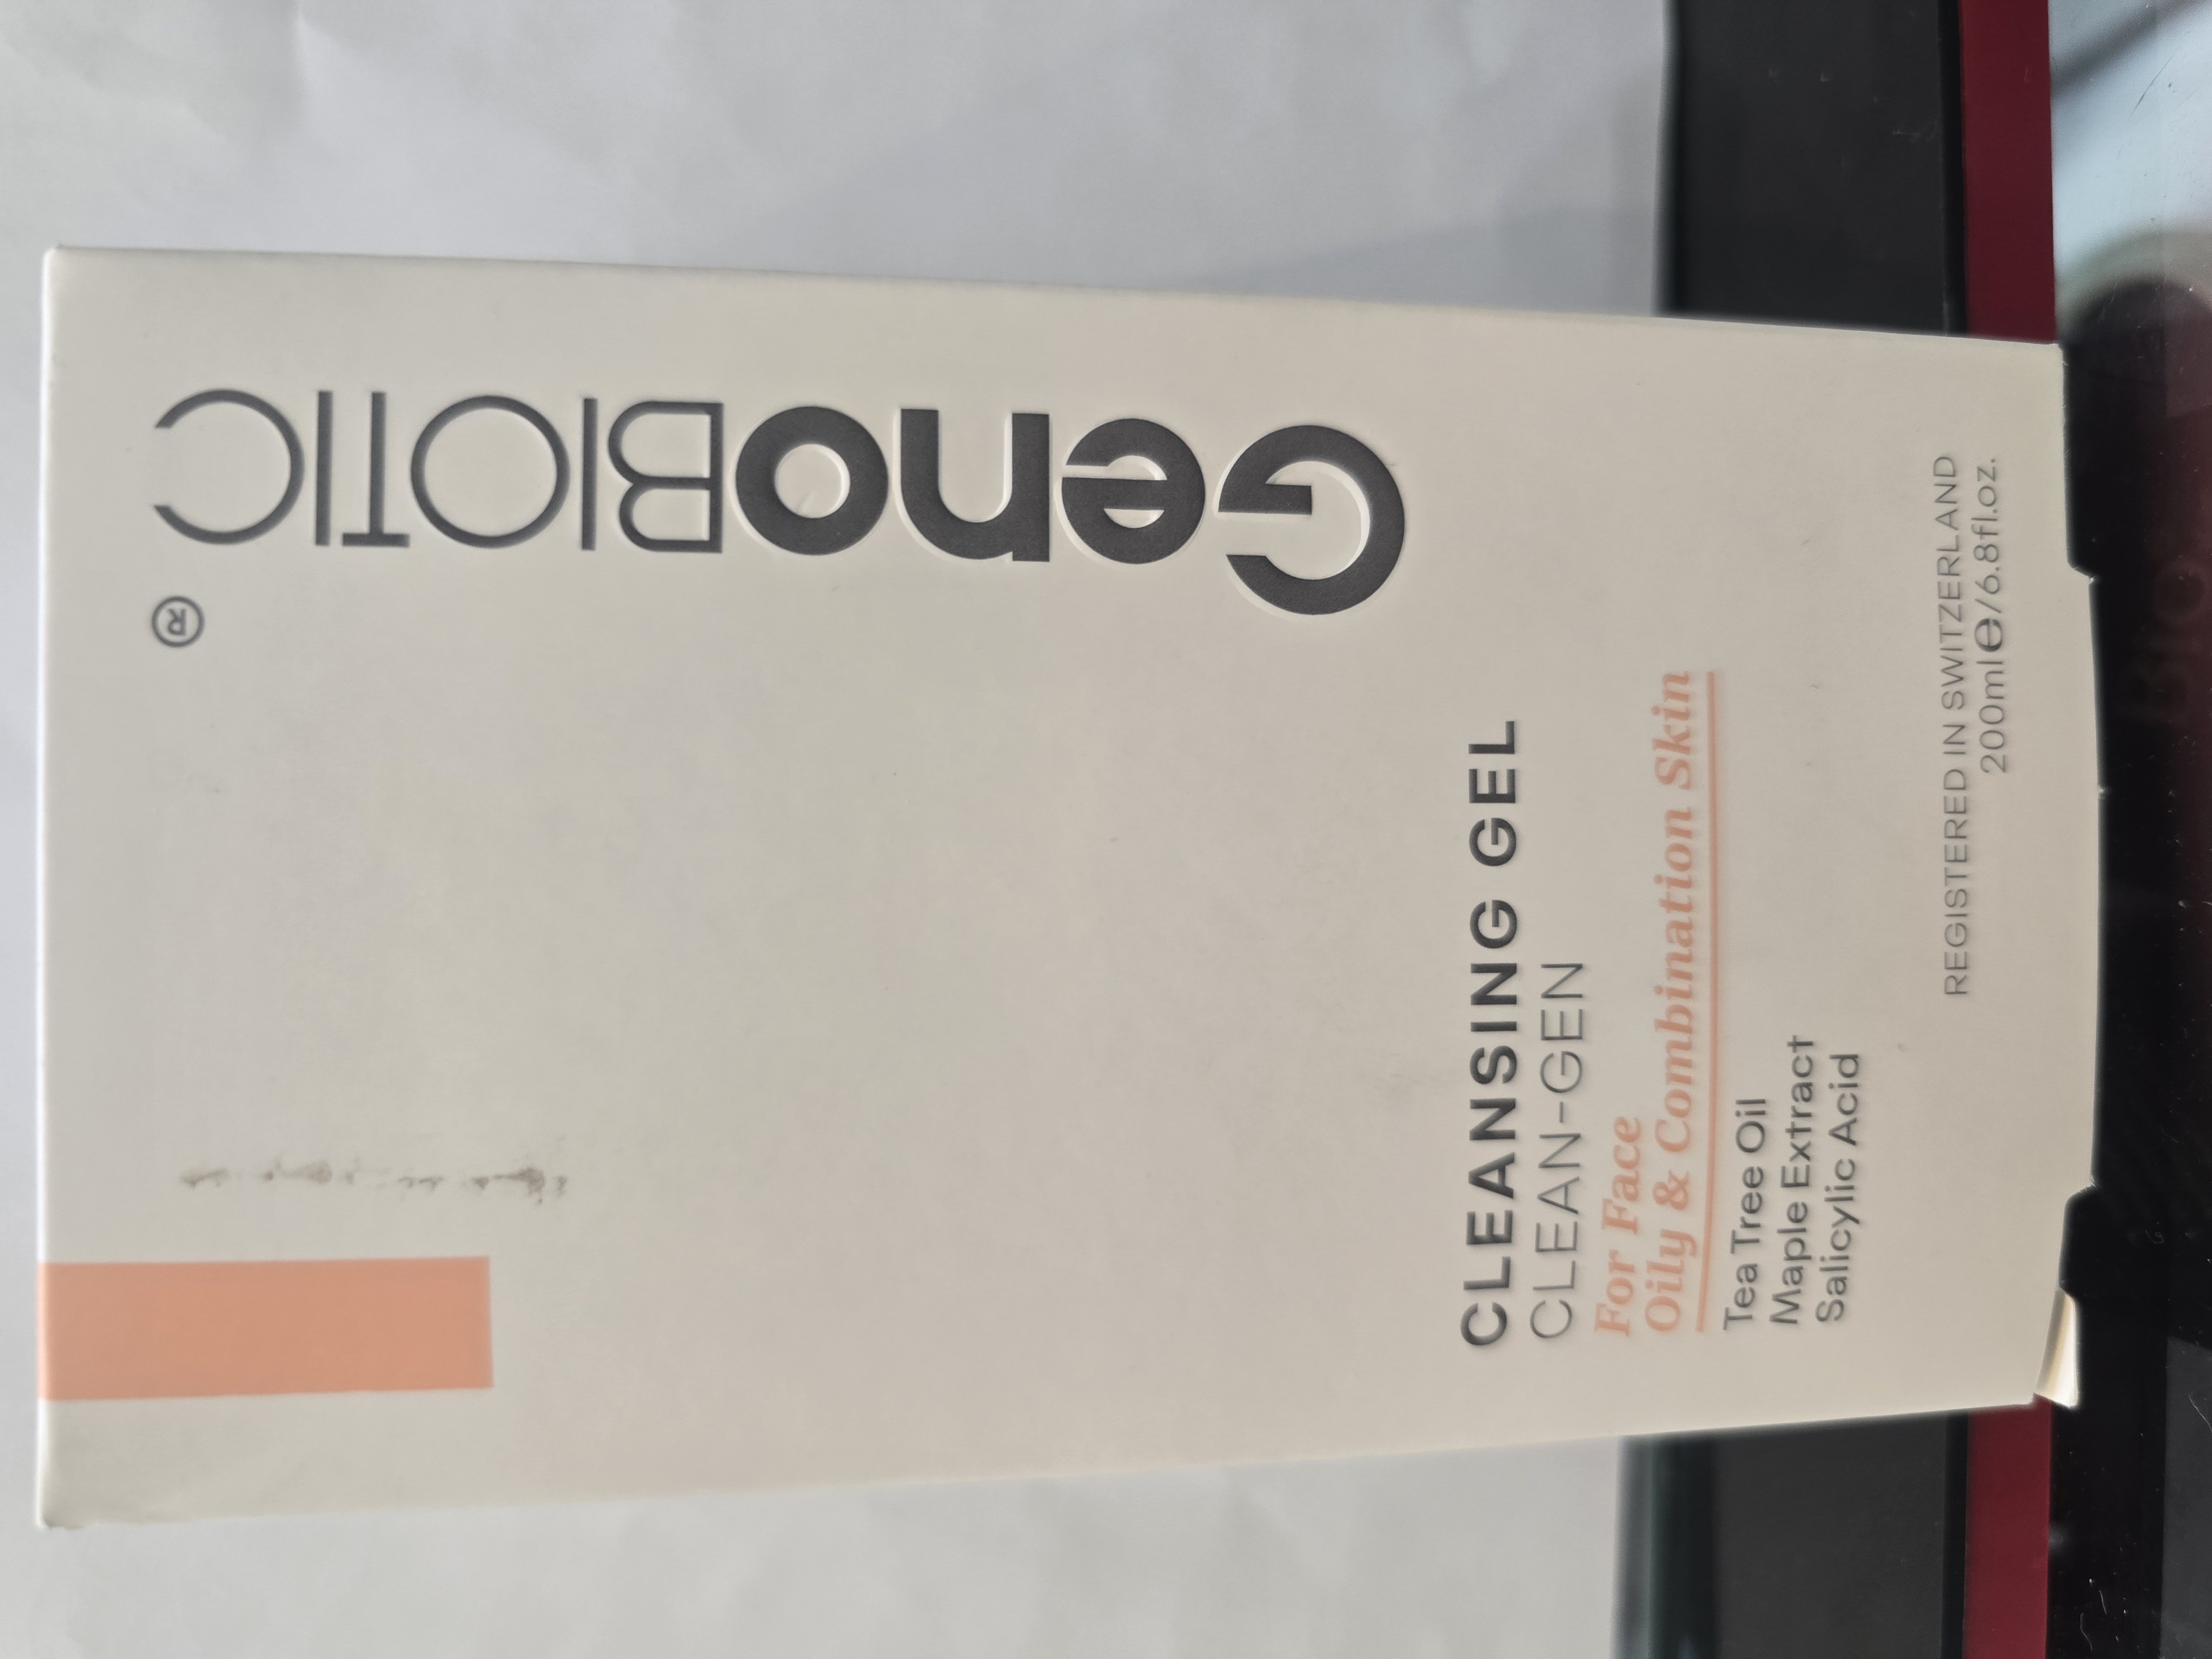 GenoBIOTIC®
CLEANSING GEL
CLEAN-GEN
For Face
Oily & Combination Skin
Tea Tree Oil
Maple Extract
Salicylic Acid
REGISTERED IN SWITZERLAND
200ml℮/6.8fl.oz.